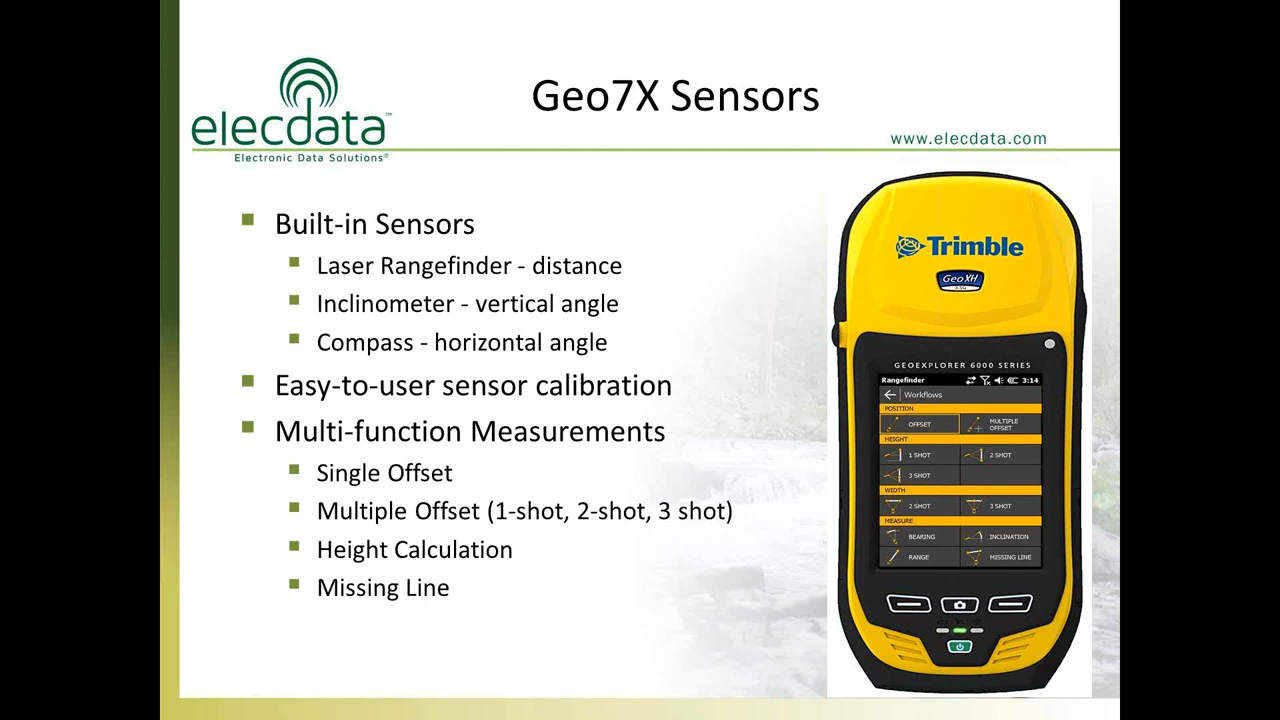 Geo7X Sensors
elecdata™
www.elecdata.com
Electronic Data Solutions®
Built-in Sensors
Laser Rangefinder - distance
Inclinometer - vertical angle
Compass - horizontal angle
Easy-to-user sensor calibration
Multi-function Measurements
Single Offset
Multiple Offset (1-shot, 2-shot, 3 shot)
Height Calculation
Missing Line
Trimble
Geo XH
GEOEXPLORER 6000 SERIES
Rangefinder 3:14
Workflows
POSITION
OFFSET
MULTIPLE
OFFSET
HEIGHT
1 SHOT
2 SHOT
3 SHOT
WIDTH
2 SHOT
3 SHOT
MEASURE
BEARING
INCLINATION
RANGE
MISSING LINE